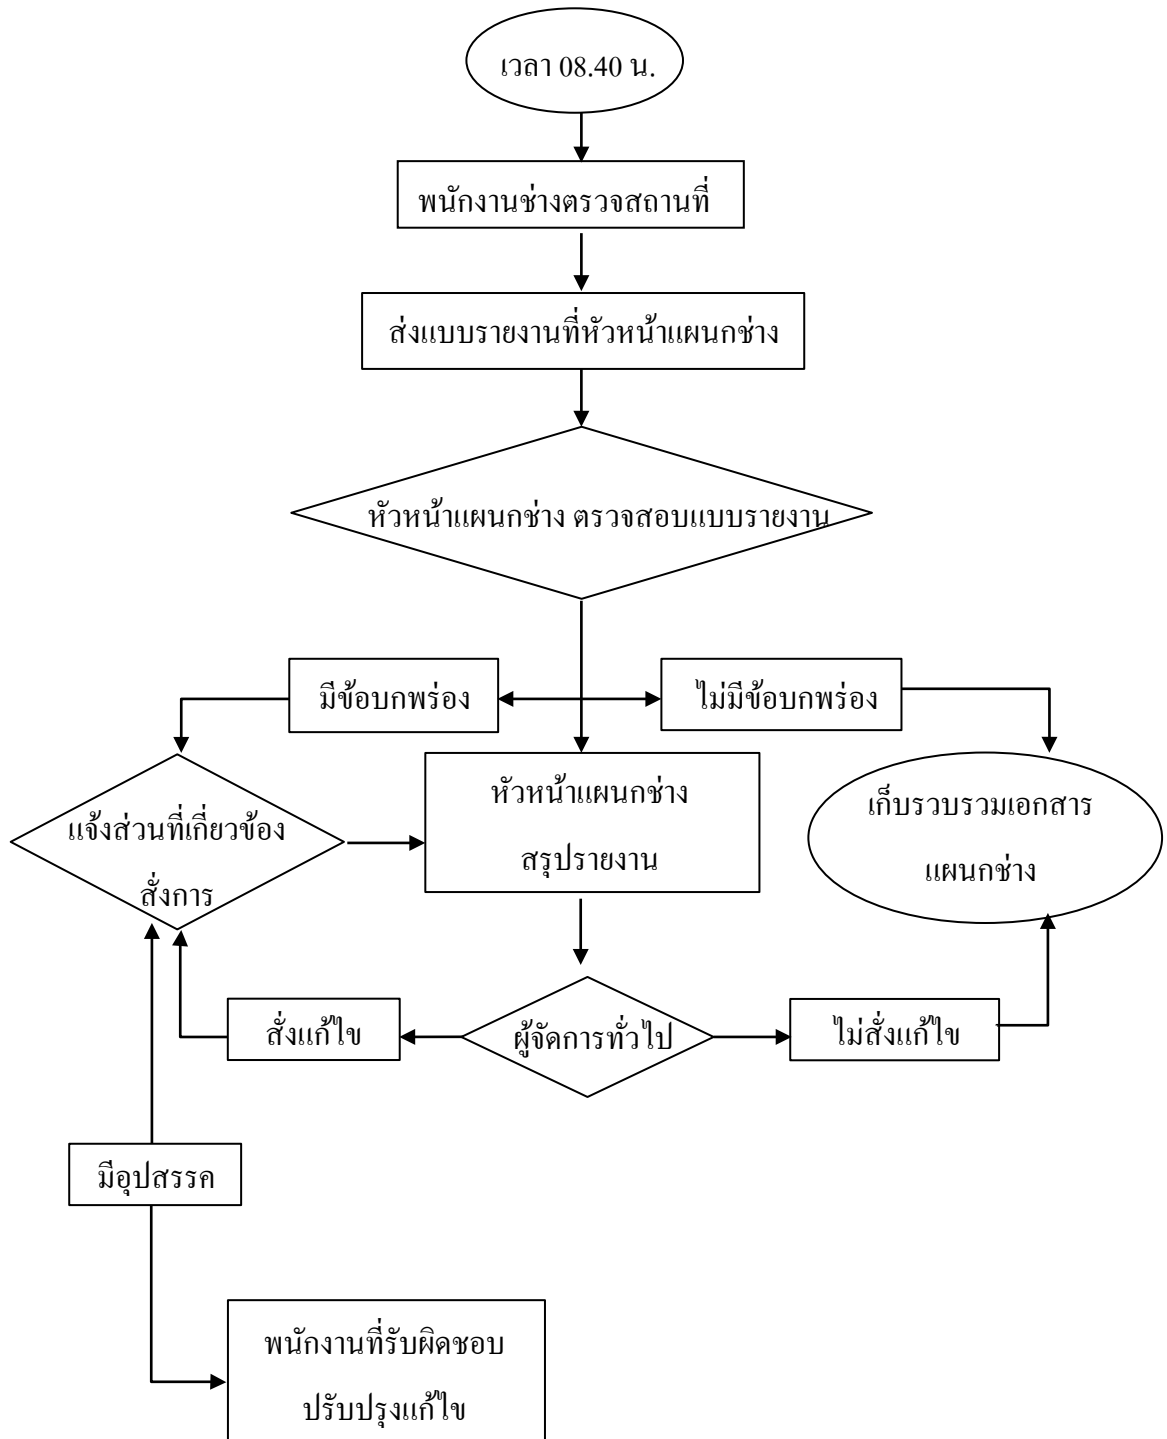 เวลา 08.40 น.
พนักงานช่างตรวจสถานที่
ส่งแบบรายงานที่หัวหน้าแผนกช่าง
หัวหน้าแผนกช่าง ตรวจสอบแบบรายงาน
มีข้อบกพร่อง
ไม่มีข้อบกพร่อง
แจ้งส่วนที่เกี่ยวข้อง
สั่งการ
หัวหน้าแผนกช่าง
สรุปรายงาน
เก็บรวบรวมเอกสาร
แผนกช่าง
สั่งแก้ไข
ผู้จัดการทั่วไป
ไม่สั่งแก้ไข
มีอุปสรรค
พนักงานที่รับผิดชอบ
ปรับปรุงแก้ไข